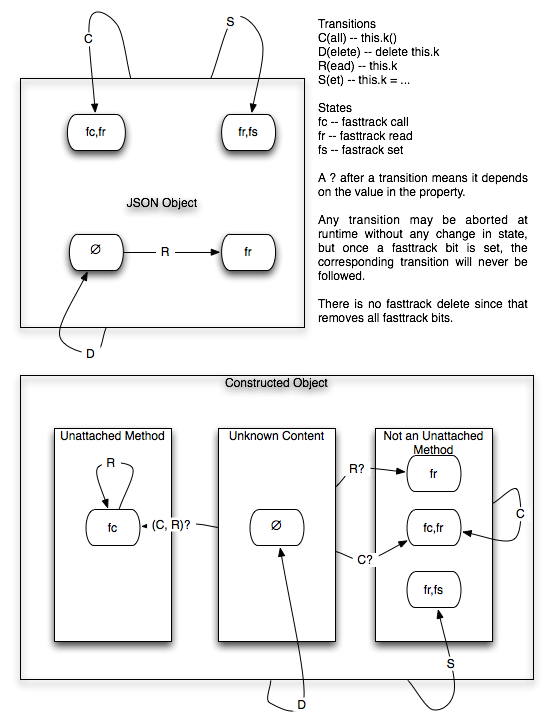 C
S
fc,fr
fr,fs
JSON Object
Ø
R
fr
D
Transitions
C(all) -- this.k()
D(elete) -- delete this.k
R(ead) -- this.k
S(et) -- this.k = ...
States
fc -- fasttrack call
fr -- fasttrack read
fs -- fastrack set
A ? after a transition means it depends
on the value in the property.
Any transition may be aborted at
runtime without any change in state,
but once a fasttrack bit is set, the
corresponding transition will never be
followed.
There is no fasttrack delete since that
removes all fasttrack bits.
Constructed Object
Unattached Method
R
fc
(C, R)?
Unknown Content
Ø
R?
C?
Not an Unattached
Method
fr
fc,fr
fr,fs
C
S
D